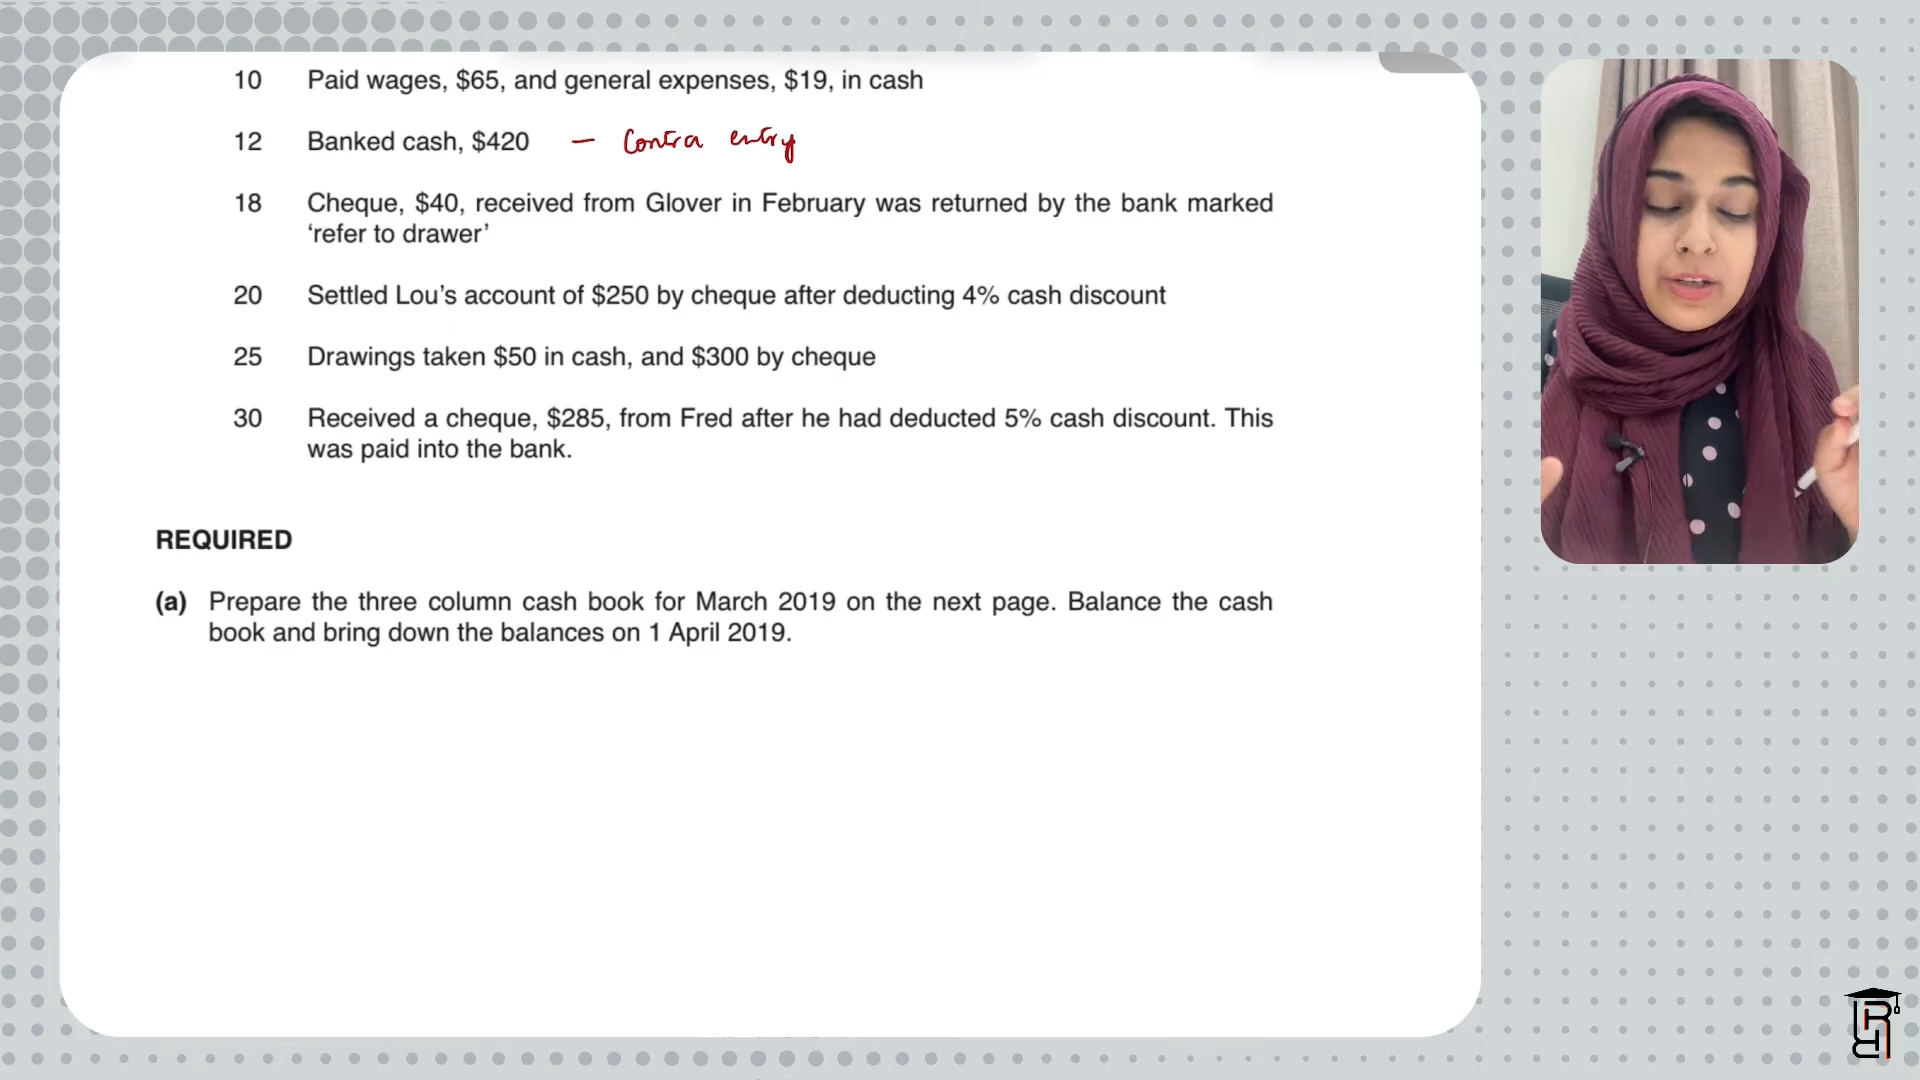 10 Paid wages, $65, and general expenses, $19, in cash
12 Banked cash, $420 – Contra entry
18 Cheque, $40, received from Glover in February was returned by the bank marked
‘refer to drawer’
20 Settled Lou’s account of $250 by cheque after deducting 4% cash discount
25 Drawings taken $50 in cash, and $300 by cheque
30 Received a cheque, $285, from Fred after he had deducted 5% cash discount. This
was paid into the bank.
REQUIRED
(a) Prepare the three column cash book for March 2019 on the next page. Balance the cash
book and bring down the balances on 1 April 2019.